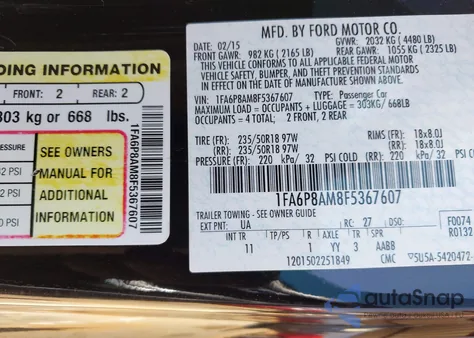 DING INFORMATION
FRONT: 2 REAR: 2
303 kg or 668 lbs.
PRESSURE
32 PSI
PSI
SEE OWNERS
MANUAL FOR
ADDITIONAL
INFORMATION
1FA6P8AM8F5367607
MFD. BY FORD MOTOR CO.
DATE: 02/15 GVWR: 2032 KG (4480 LB)
FRONT GAWR: 982 KG (2165 LB) REAR GAWR: 1055 KG (2325 LB)
THIS VEHICLE CONFORMS TO ALL APPLICABLE FEDERAL MOTOR
VEHICLE SAFETY, BUMPER, AND THEFT PREVENTION STANDARDS IN
EFFECT ON THE DATE OF MANUFACTURE SHOWN ABOVE.
VIN: 1FA6P8AM8F5367607 TYPE: Passenger Car
MAXIMUM LOAD = OCCUPANTS + LUGGAGE = 303KG/ 668LB
OCCUPANTS = 4 TOTAL: 2 FRONT, 2 REAR
TIRE (FR): 235/50R18 97W RIMS (FR): 18x8.0J
(RR): 235/50R18 97W (RR): 18x8.0J
PRESSURE(FR): 220 kPa/ 32 PSI COLD (RR): 220 kPa/ 32 PSI COLD
1FA6P8AM8F5367607
TRAILER TOWING - SEE OWNER GUIDE F0074
EXT PNT: UA RC: 27 DSO: R0132
INT TR TP/PS R AXLE TR SPR
11 1 YY 3 AABB
1201502251849 CMC SU5A-5420472-
autoSnap